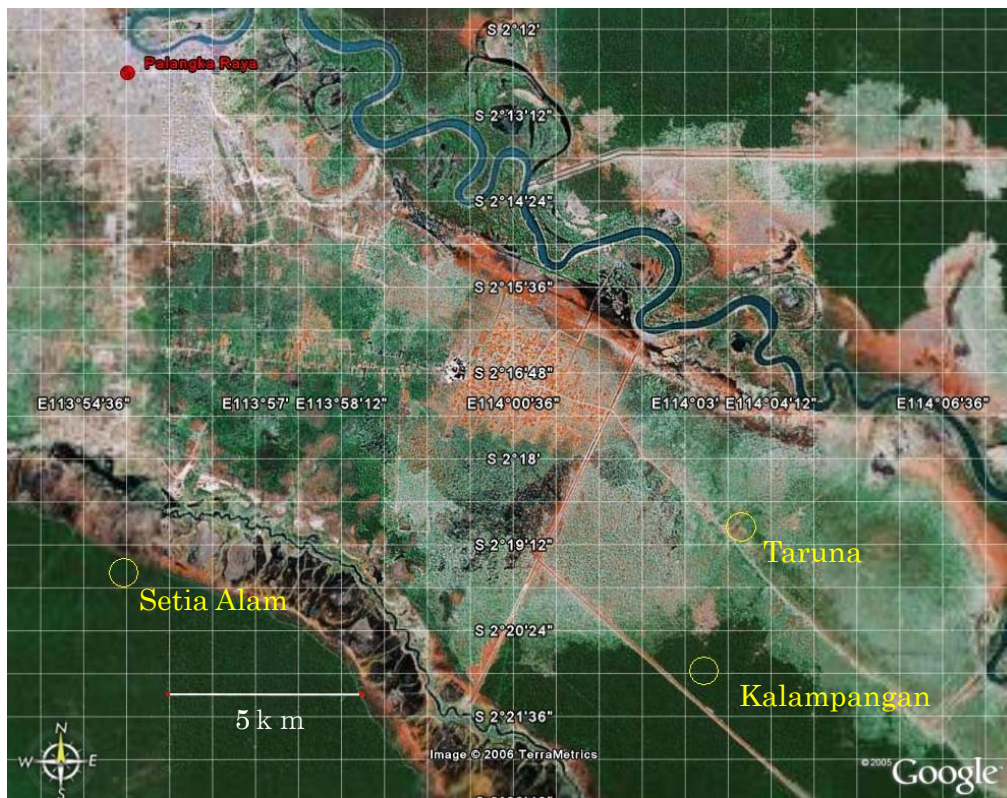 S 2°12'
Palangka Raya
S 2°13'12"
S 2°14'24"
S 2°15'36"
S 2°16'48"
E113°54'36" E113°57' E113°58'12" E114°00'36" E114°03' E114°04'12" E114°06'36"
S 2°18'
S 2°19'12"
Taruna
Setia Alam
S 2°20'24"
Kalampangan
5 k m
S 2°21'36"
N
W E
S
Image © 2006 TerraMetrics
©2005 Google